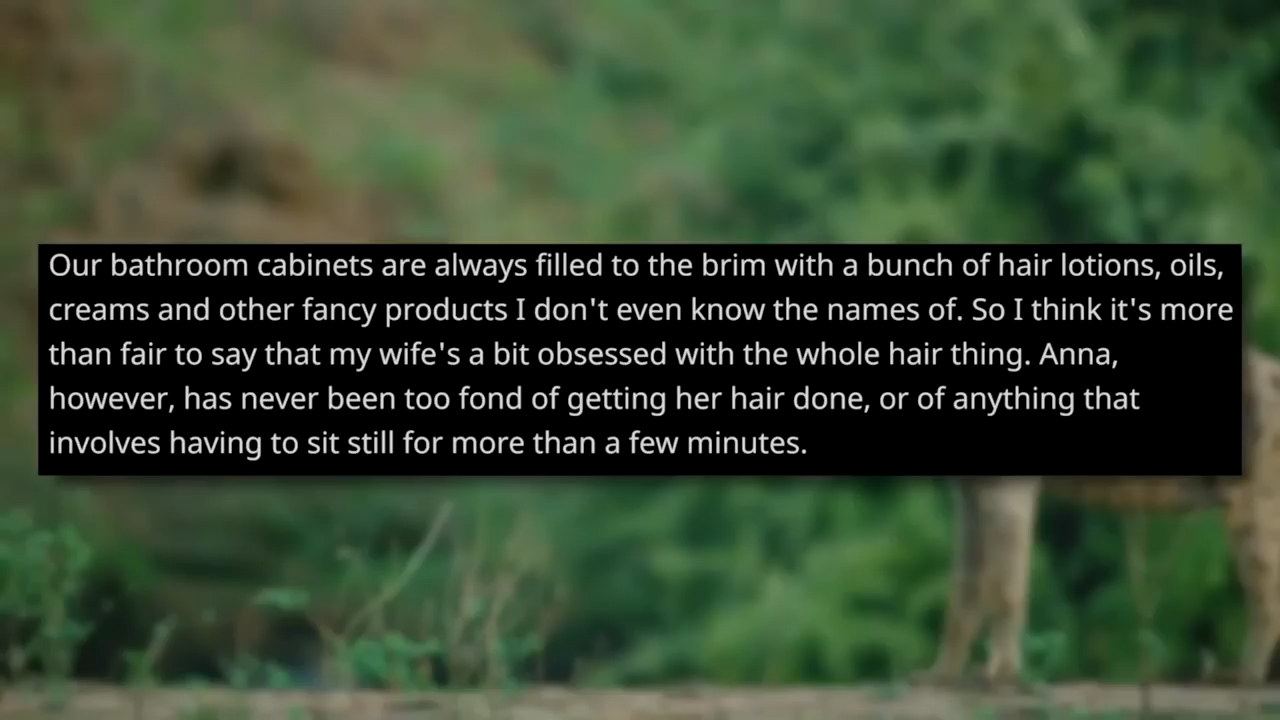 Our bathroom cabinets are always filled to the brim with a bunch of hair lotions, oils,
creams and other fancy products I don't even know the names of. So I think it's more
than fair to say that my wife's a bit obsessed with the whole hair thing. Anna,
however, has never been too fond of getting her hair done, or of anything that
involves having to sit still for more than a few minutes.